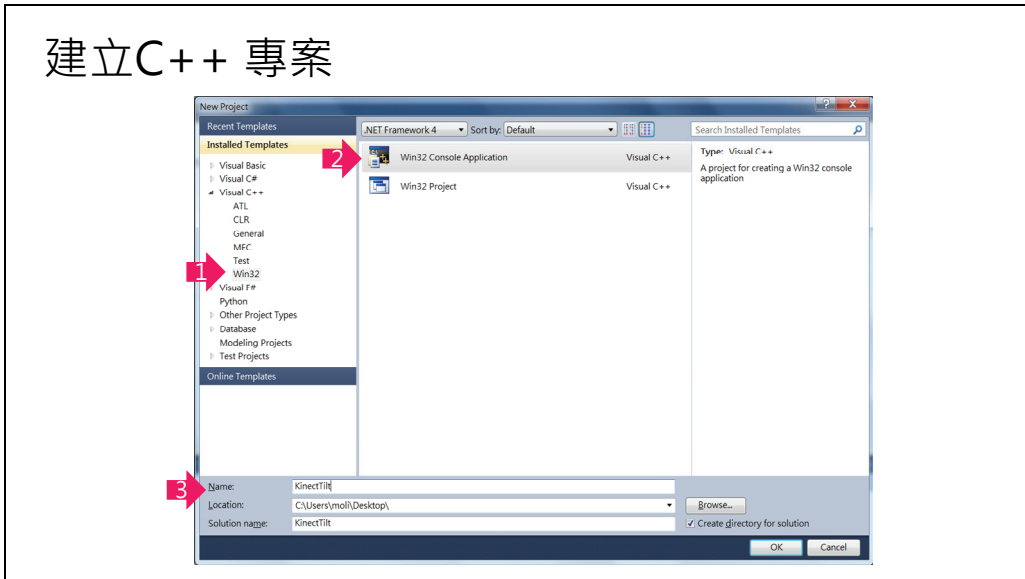 建立C++ 專案
New Project
Recent Templates
Installed Templates
Visual Basic
Visual C#
Visual C++
ATL
CLR
General
MFC
Test
Win32
Visual F#
Python
Other Project Types
Database
Modeling Projects
Test Projects
Online Templates
.NET Framework 4 Sort by: Default
Search Installed Templates
2 Win32 Console Application Visual C++
Win32 Project Visual C++
Type: Visual C++
A project for creating a Win32 console
application
1
3 Name: KinectTilt
Location: C:\Users\moli\Desktop\ Browse...
Solution name: KinectTilt Create directory for solution
OK Cancel